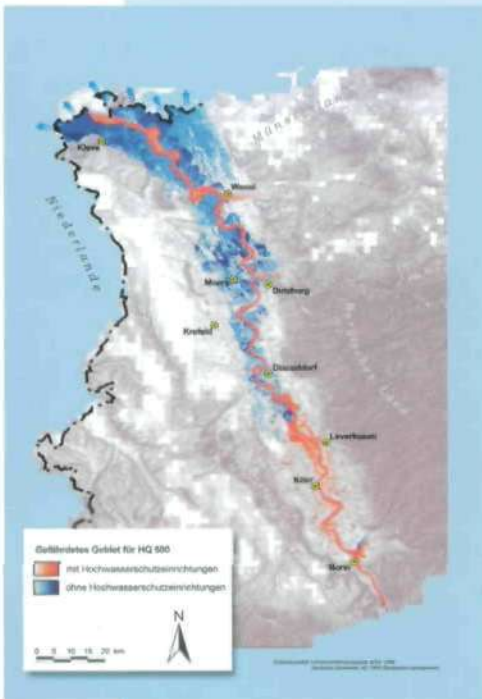 Münsterland
Kleve
Niederlande
Wesel
Moers
Duisburg
Krefeld
Düsseldorf
Leverkusen
Köln
Bonn
Gefährdetes Gebiet für HQ 500
mit Hochwasserschutzeinrichtungen
ohne Hochwasserschutzeinrichtungen
N
0 5 10 15 20 km